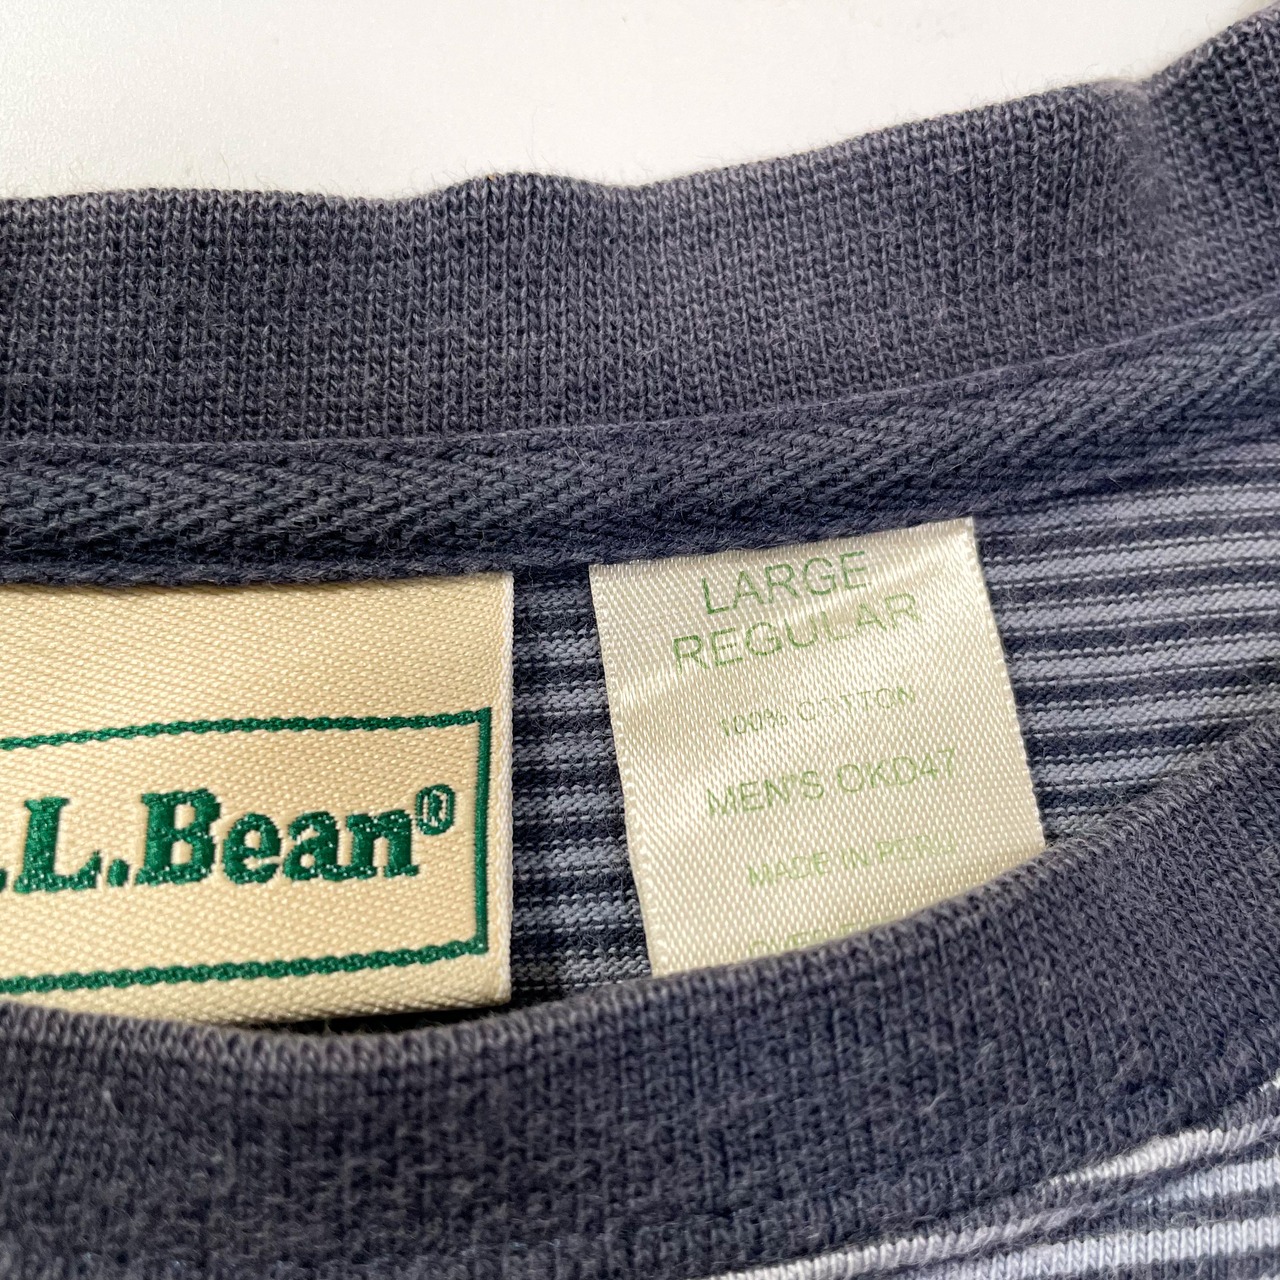 .L.Bean®
LARGE
REGULAR
100% COTTON
MEN'S OKD47
MADE IN PERU